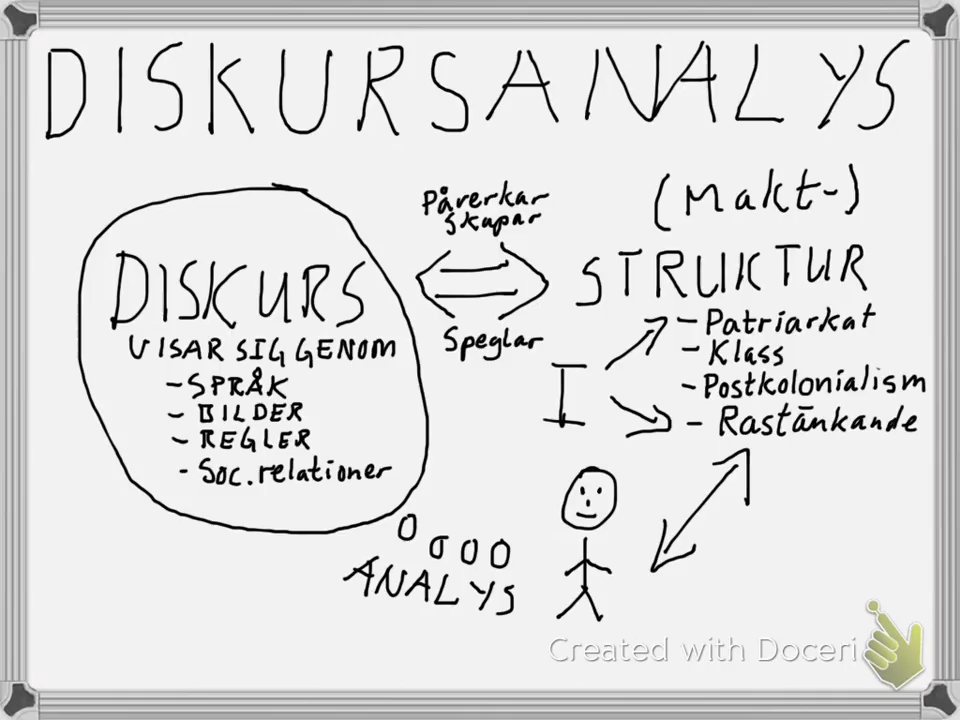 DISKURSANALYS
DISKURS
VISAR SIG GENOM
- SPRÅK
- BILDER
- REGLER
- Soc. relationer
Påverkar
skapar
Speglar
(Makt-)
STRUKTUR
- Patriarkat
- Klass
- Postkolonialism
- Rastänkande
I
ANALYS
Created with Doceri